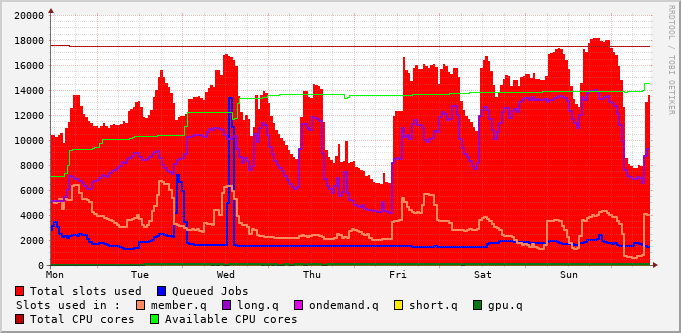 20000
18000
16000
14000
12000
10000
8000
6000
4000
2000
0
Mon Tue Wed Thu Fri Sat Sun
RRDTOOL / TOBI OETIKER
Total slots used Queued Jobs
Slots used in : member.q long.q ondemand.q short.q gpu.q
Total CPU cores Available CPU cores